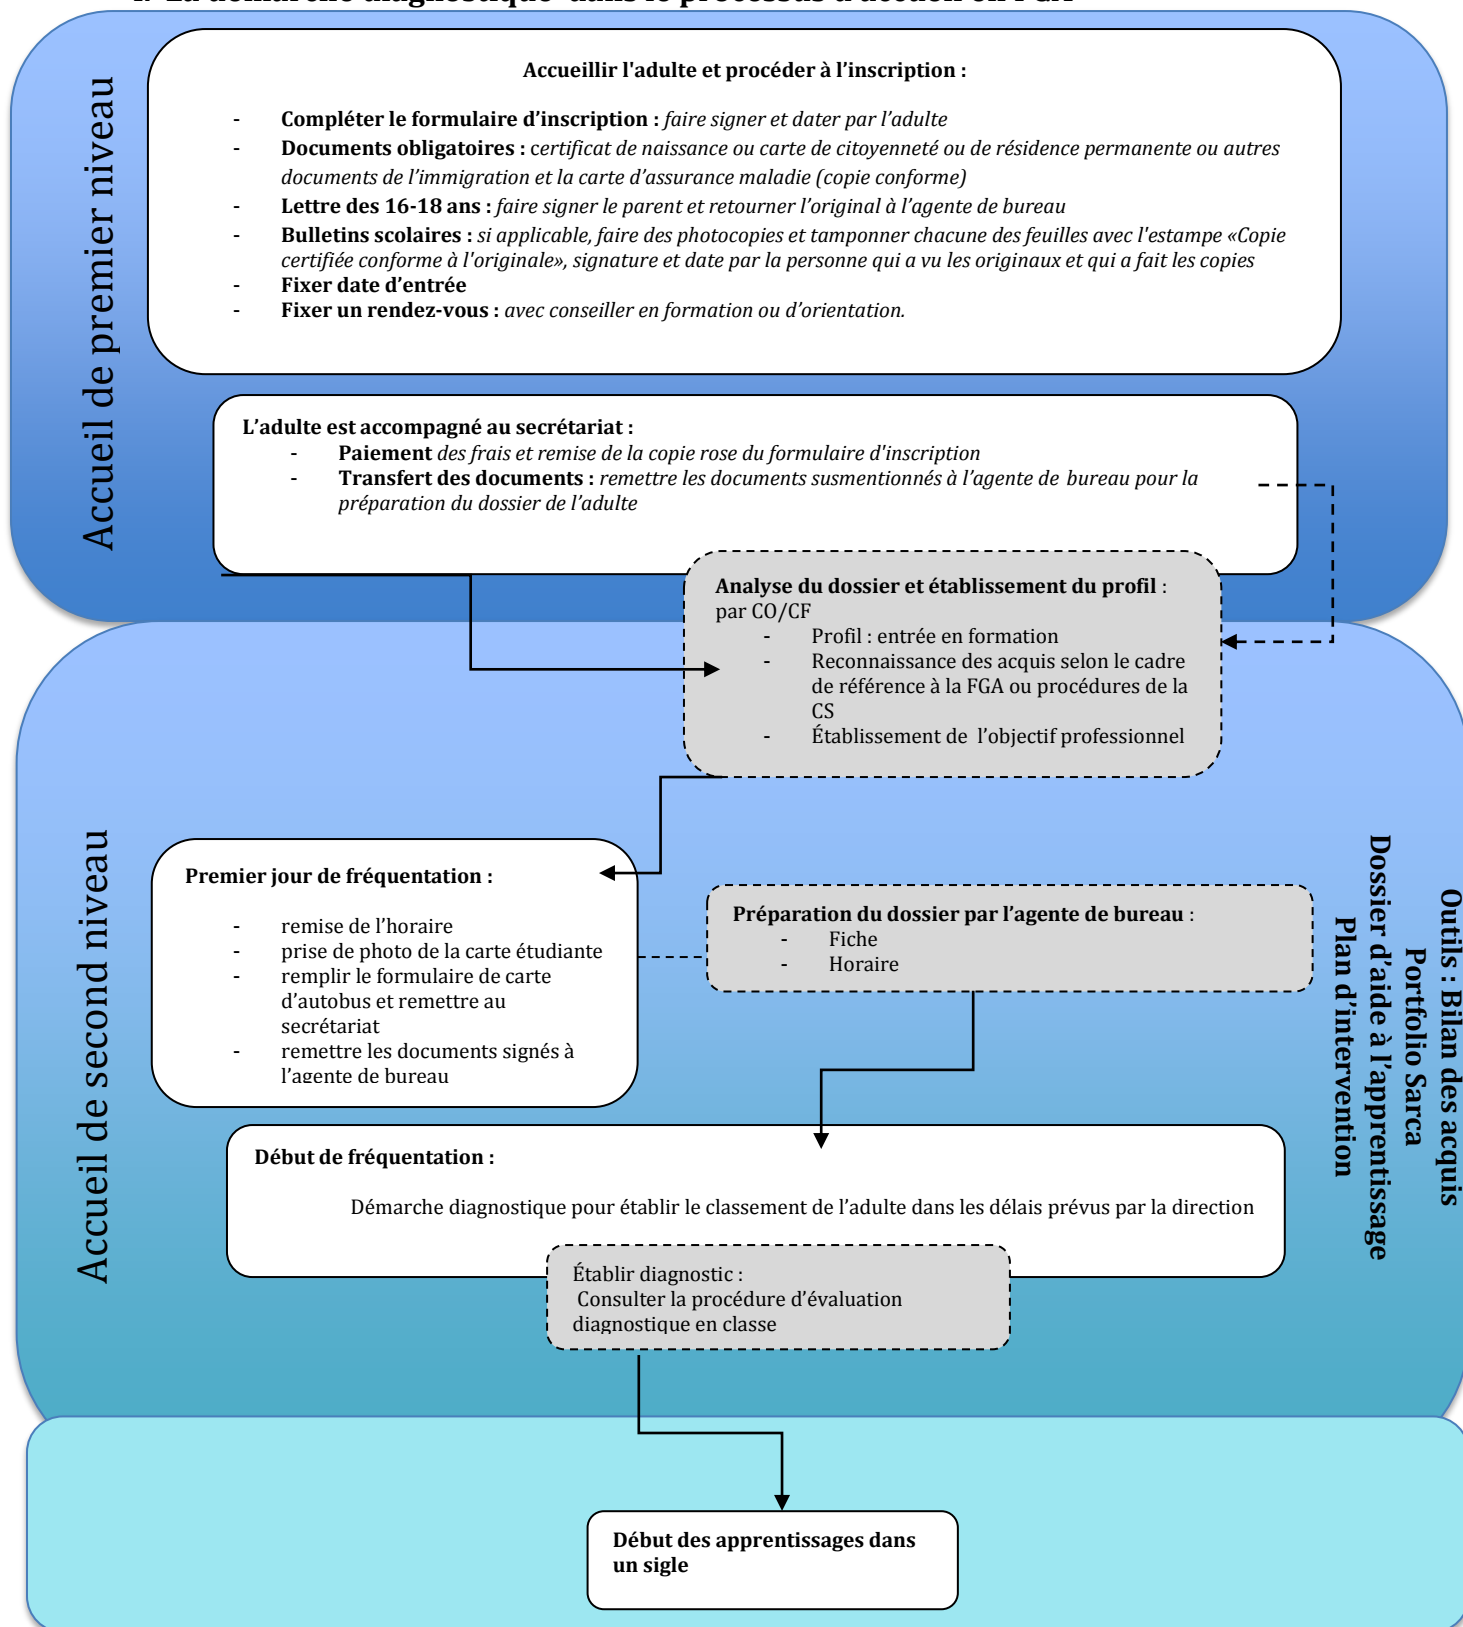 Accueil de premier niveau
Accueillir l'adulte et procéder à l’inscription :
- Compléter le formulaire d’inscription : faire signer et dater par l’adulte
- Documents obligatoires : certificat de naissance ou carte de citoyenneté ou de résidence permanente ou autres
documents de l’immigration et la carte d’assurance maladie (copie conforme)
- Lettre des 16-18 ans : faire signer le parent et retourner l’original à l’agente de bureau
- Bulletins scolaires : si applicable, faire des photocopies et tamponner chacune des feuilles avec l'estampe «Copie
certifiée conforme à l'originale», signature et date par la personne qui a vu les originaux et qui a fait les copies
- Fixer date d’entrée
- Fixer un rendez-vous : avec conseiller en formation ou d’orientation.
L’adulte est accompagné au secrétariat :
- Paiement des frais et remise de la copie rose du formulaire d’inscription
- Transfert des documents : remettre les documents susmentionnés à l’agente de bureau pour la
préparation du dossier de l’adulte
Analyse du dossier et établissement du profil :
par CO/CF
- Profil : entrée en formation
- Reconnaissance des acquis selon le cadre
de référence à la FGA ou procédures de la
CS
- Établissement de l’objectif professionnel
Accueil de second niveau
Premier jour de fréquentation :
- remise de l’horaire
- prise de photo de la carte étudiante
- remplir le formulaire de carte
d’autobus et remettre au
secrétariat
- remettre les documents signés à
l’agente de bureau
Préparation du dossier par l’agente de bureau :
- Fiche
- Horaire
Outils : Bilan des acquis
Portfolio Sarca
Dossier d’aide à l’apprentissage
Plan d’intervention
Début de fréquentation :
Démarche diagnostique pour établir le classement de l’adulte dans les délais prévus par la direction
Établir diagnostic :
Consulter la procédure d’évaluation
diagnostique en classe
Début des apprentissages dans
un sigle